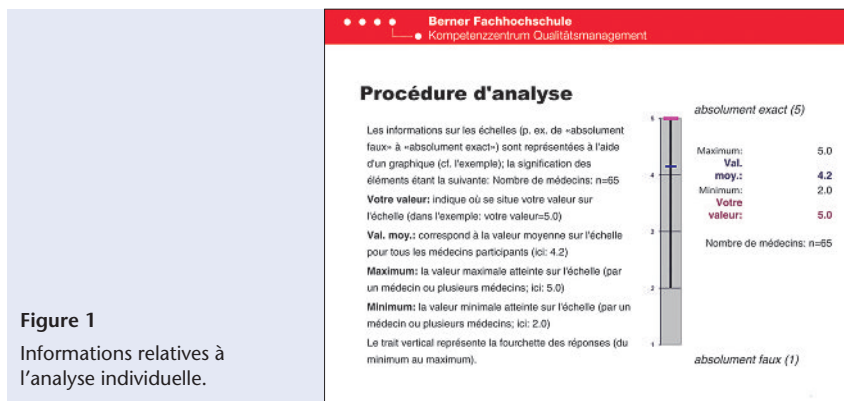 Berner Fachhochschule
Kompetenzzentrum Qualitätsmanagement
Procédure d'analyse
Les informations sur les échelles (p. ex. de «absolument
faux» à «absolument exact») sont représentées à l'aide
d'un graphique (cf. l'exemple); la signification des
éléments étant la suivante: Nombre de médecins: n=65
Votre valeur: indique où se situe votre valeur sur
l'échelle (dans l'exemple: votre valeur=5.0)
Val. moy.: correspond à la valeur moyenne sur l'échelle
pour tous les médecins participants (ici: 4.2)
Maximum: la valeur maximale atteinte sur l'échelle (par
un médecin ou plusieurs médecins; ici: 5.0)
Minimum: la valeur minimale atteinte sur l'échelle (par un
médecin ou plusieurs médecins; ici: 2.0)
Le trait vertical représente la fourchette des réponses (du
minimum au maximum).
absolument exact (5)
5
4
3
2
1
Maximum: 5.0
Val.
moy.: 4.2
Minimum: 2.0
Votre
valeur: 5.0
Nombre de médecins: n=65
absolument faux (1)
Figure 1
Informations relatives à
l'analyse individuelle.